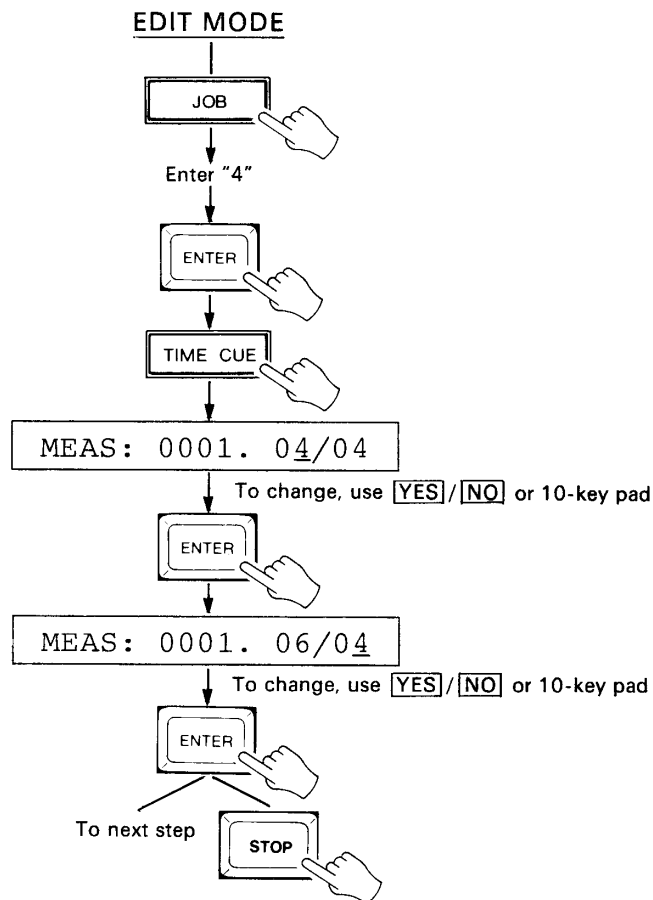 EDIT MODE
JOB
Enter "4"
ENTER
TIME CUE
MEAS: 0001. 04/04
To change, use YES/NO or 10-key pad
ENTER
MEAS: 0001. 06/04
To change, use YES/NO or 10-key pad
ENTER
To next step
STOP